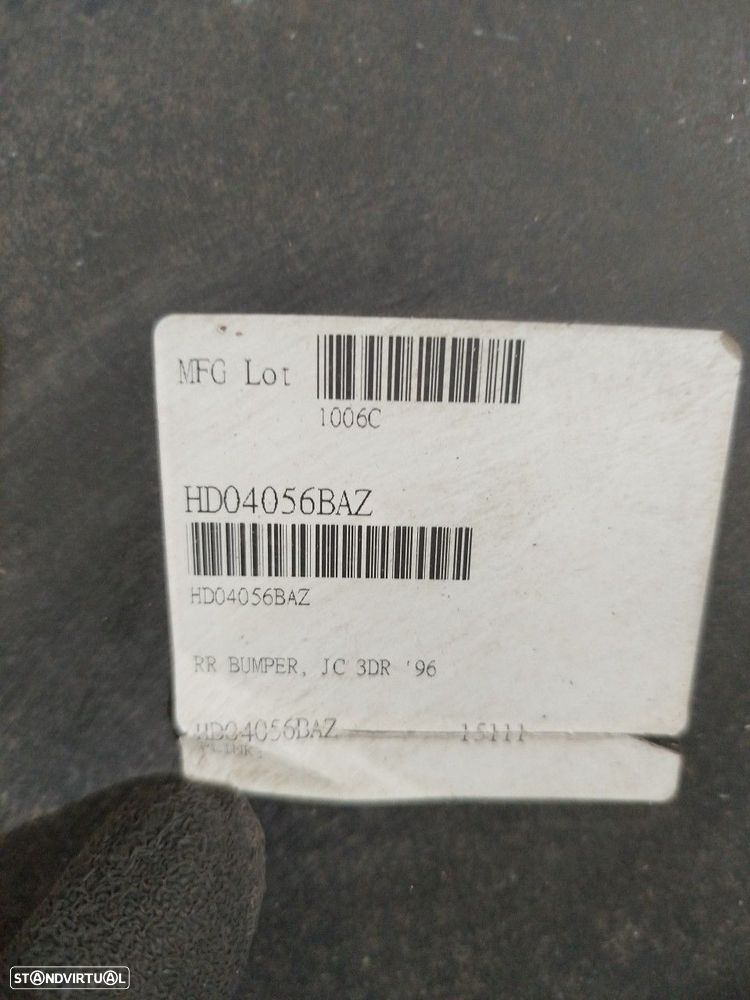 MFG Lot
1006C
HD04056BAZ
HD04056BAZ
RR BUMPER, JC 3DR '96
HD04056BAZ 15111
STANDVIRTUAL